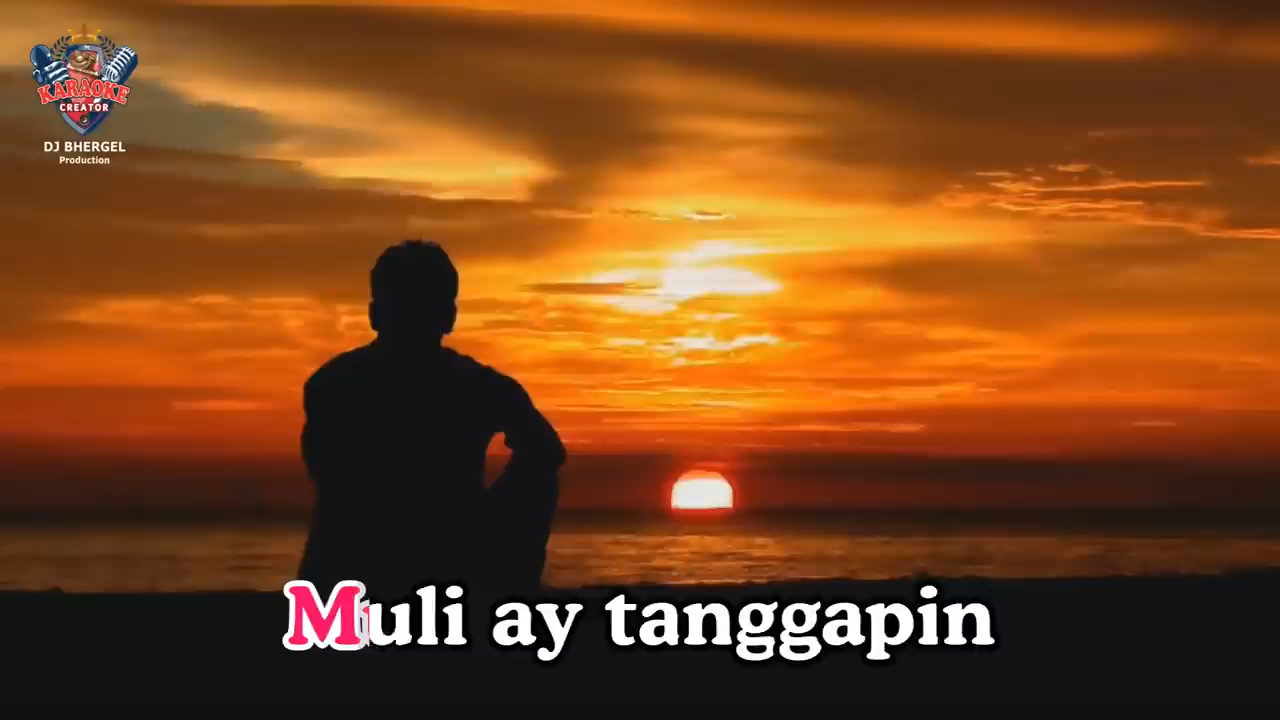 KARAOKE
CREATOR
DJ BHERGEL
Production
Muli ay tanggapin